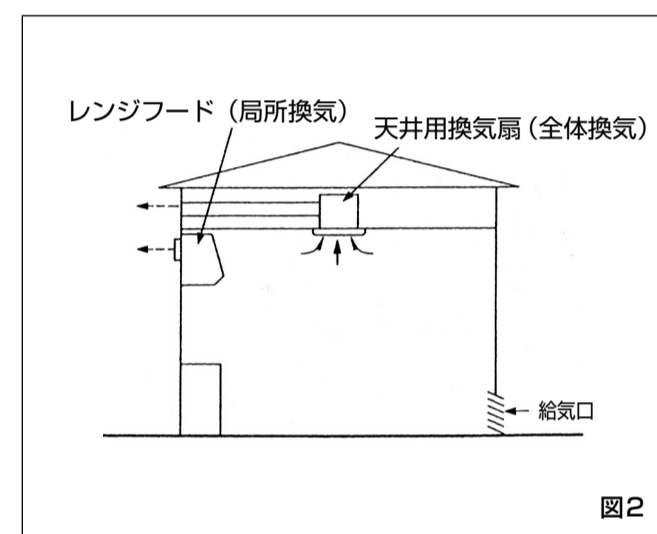 レンジフード（局所換気）
天井用換気扇（全体換気）
給気口
図2